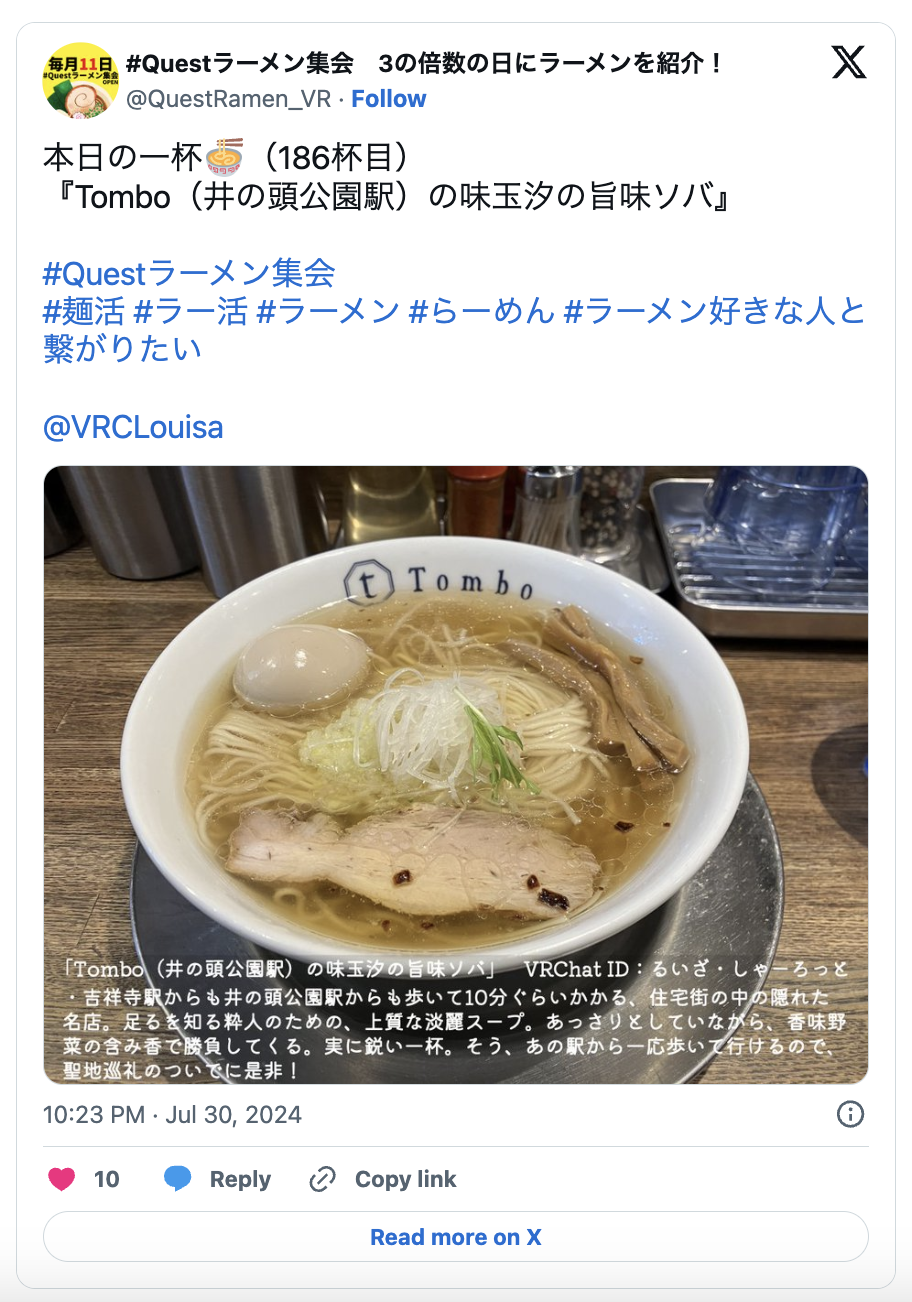 毎月11日
#Questラーメン集会
OPEN
#Questラーメン集会　3の倍数の日にラーメンを紹介！
@QuestRamen_VR · Follow
本日の一杯🍜（186杯目）
『Tombo（井の頭公園駅）の味玉汐の旨味ソバ』
#Questラーメン集会
#麺活 #ラー活 #ラーメン #らーめん #ラーメン好きな人と
繋がりたい
@VRCLouisa
t Tombo
「Tombo（井の頭公園駅）の味玉汐の旨味ソバ」　VRChat ID：るいざ・しゃーろっと
・吉祥寺駅からも井の頭公園駅からも歩いて10分ぐらいかかる、住宅街の中の隠れた
名店。足るを知る粋人のための、上質な淡麗スープ。あっさりとしていながら、香味野
菜の含み香で勝負してくる。実に鋭い一杯。そう、あの駅から一応歩いて行けるので、
聖地巡礼のついでに是非！
10:23 PM · Jul 30, 2024
10 Reply Copy link
Read more on X